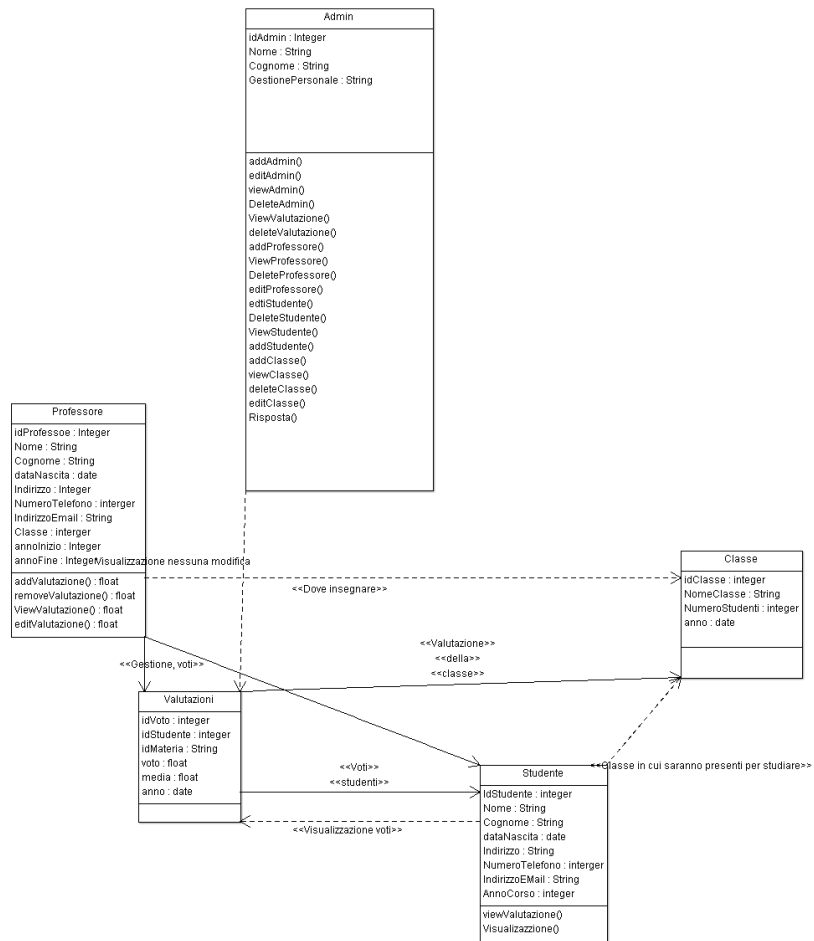 Admin
idAdmin : Integer
Nome : String
Cognome : String
GestionePersonale : String
addAdmin()
editAdmin()
viewAdmin()
DeleteAdmin()
ViewValutazione()
deleteValutazione()
addProfessore()
ViewProfessore()
DeleteProfessore()
editProfessore()
edtiStudente()
DeleteStudente()
ViewStudente()
addStudente()
addClasse()
viewClasse()
deleteClasse()
editClasse()
Risposta()
Professore
idProfessoe : Integer
Nome : String
Cognome : String
dataNascita : date
Indirizzo : Integer
NumeroTelefono : interger
IndirizzoEmail : String
Classe : interger
annoInizio : Integer
annoFine : Integer
Visualizzazione nessuna modifica
addValutazione() : float
removeValutazione() : float
ViewValutazione() : float
editValutazione() : float
<<Dove insegnare>>
Classe
idClasse : integer
NomeClasse : String
NumeroStudenti : integer
anno : date
<<Valutazione>>
<<della>>
<<classe>>
<<Gestione, voti>>
Valutazioni
idVoto : integer
idStudente : integer
idMateria : String
voto : float
media : float
anno : date
<<Voti>>
<<studenti>>
<<Visualizzazione voti>>
<<Classe in cui saranno presenti per studiare>>
Studente
IdStudente : integer
Nome : String
Cognome : String
dataNascita : date
Indirizzo : String
NumeroTelefono : interger
IndirizzoEMail : String
AnnoCorso : integer
viewValutazione()
Visualizazzione()